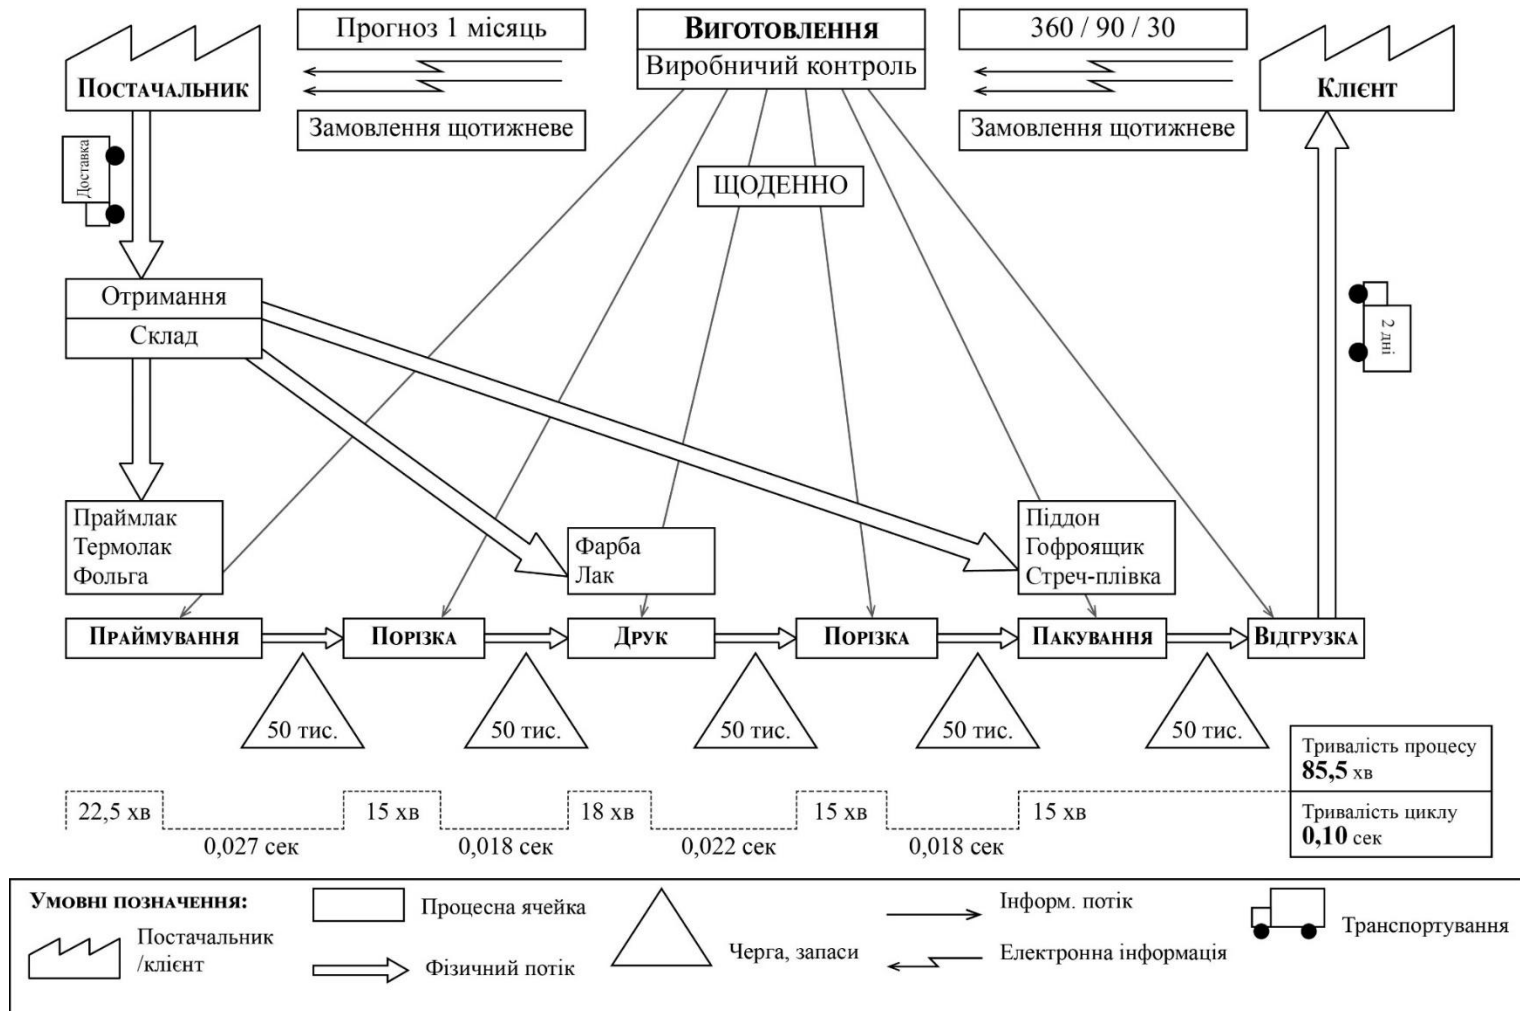 Прогноз 1 місяць
ВИГОТОВЛЕННЯ
360 / 90 / 30
Виробничий контроль
ПОСТАЧАЛЬНИК
КЛІЄНТ
Замовлення щотижневе
Замовлення щотижневе
Доставка
ЩОДЕННО
Отримання
Склад
2 дні
Праймлак
Термолак
Фольга
Фарба
Лак
Піддон
Гофроящик
Стреч-плівка
ПРАЙМУВАННЯ
ПОРІЗКА
ДРУК
ПОРІЗКА
ПАКУВАННЯ
ВІДГРУЗКА
50 тис.
50 тис.
50 тис.
50 тис.
50 тис.
Тривалість процесу
85,5 хв
22,5 хв
15 хв
18 хв
15 хв
15 хв
Тривалість циклу
0,10 сек
0,027 сек
0,018 сек
0,022 сек
0,018 сек
УМОВНІ ПОЗНАЧЕННЯ:
Постачальник
/клієнт
Процесна ячейка
Фізичний потік
Черга, запаси
Інформ. потік
Електронна інформація
Транспортування